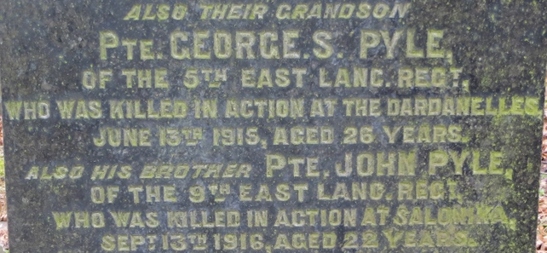 ALSO THEIR GRANDSON
PTE. GEORGE. S. PYLE,
OF THE 5TH EAST LANC. REGT,
WHO WAS KILLED IN ACTION AT THE DARDANELLES,
JUNE 13TH 1915, AGED 26 YEARS.
ALSO HIS BROTHER PTE. JOHN PYLE,
OF THE 9TH EAST LANC. REGT,
WHO WAS KILLED IN ACTION AT SALONIKA,
SEPT 13TH 1916, AGED 22 YEARS.